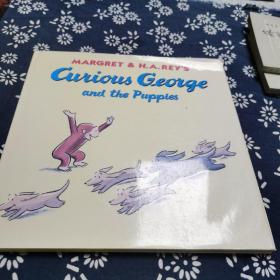 MARGRET & H.A.REY'S
Curious George
and the Puppies